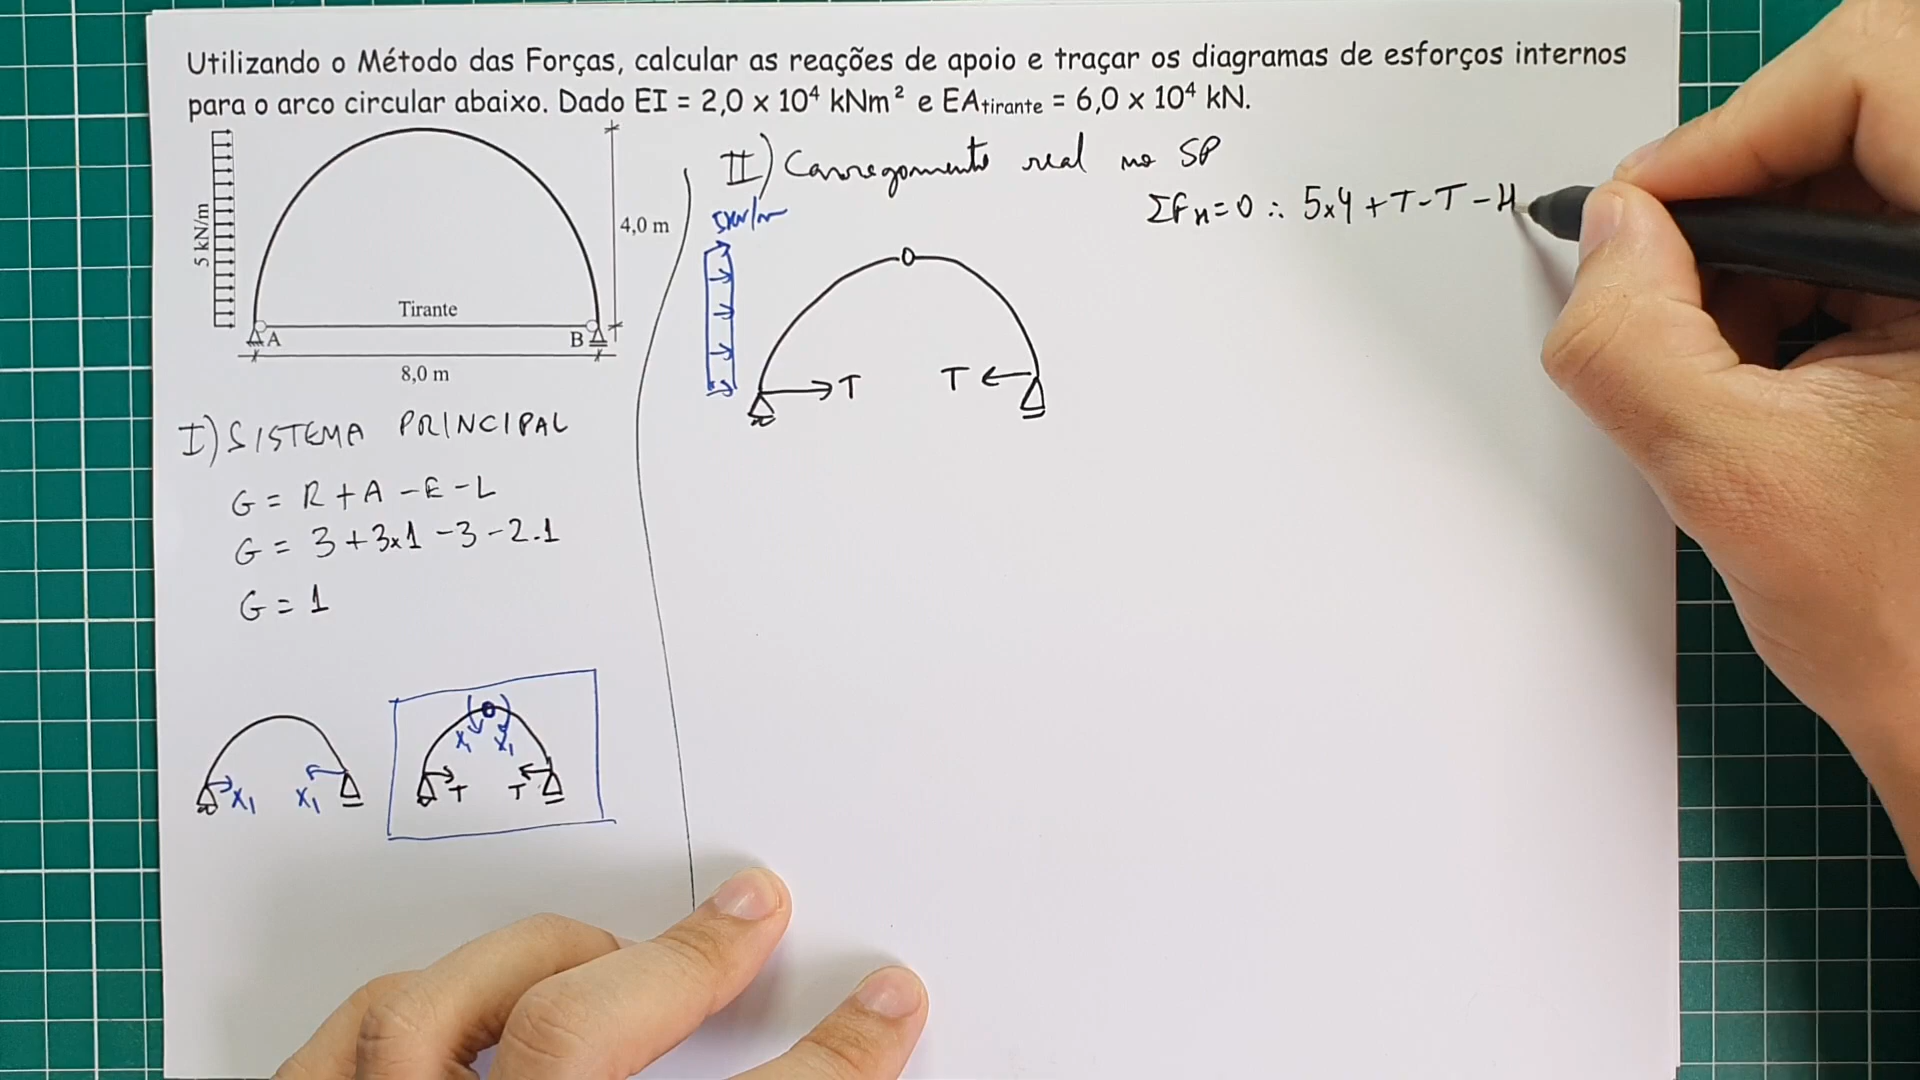 Utilizando o Método das Forças, calcular as reações de apoio e traçar os diagramas de esforços internos
para o arco circular abaixo. Dado EI = 2,0 x 10⁴ kNm² e EAtirante = 6,0 x 10⁴ kN.
5 kN/m
4,0 m
Tirante
A
B
8,0 m
I) SISTEMA PRINCIPAL
G = R + A - E - L
G = 3 + 3x1 - 3 - 2.1
G = 1
X₁ X₁
X₁ X₁
T T
II) Carregamento real no SP
5kN/m
T T
ΣFx = 0 ∴ 5x4 + T - T - H